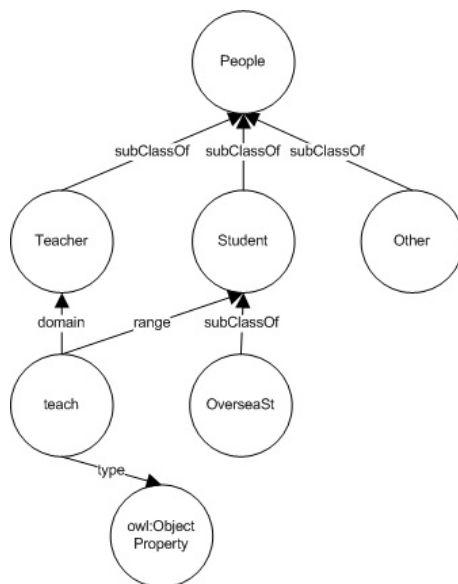 People
subClassOf subClassOf subClassOf
Teacher Student Other
domain range subClassOf
teach OverseaSt
type
owl:Object
Property